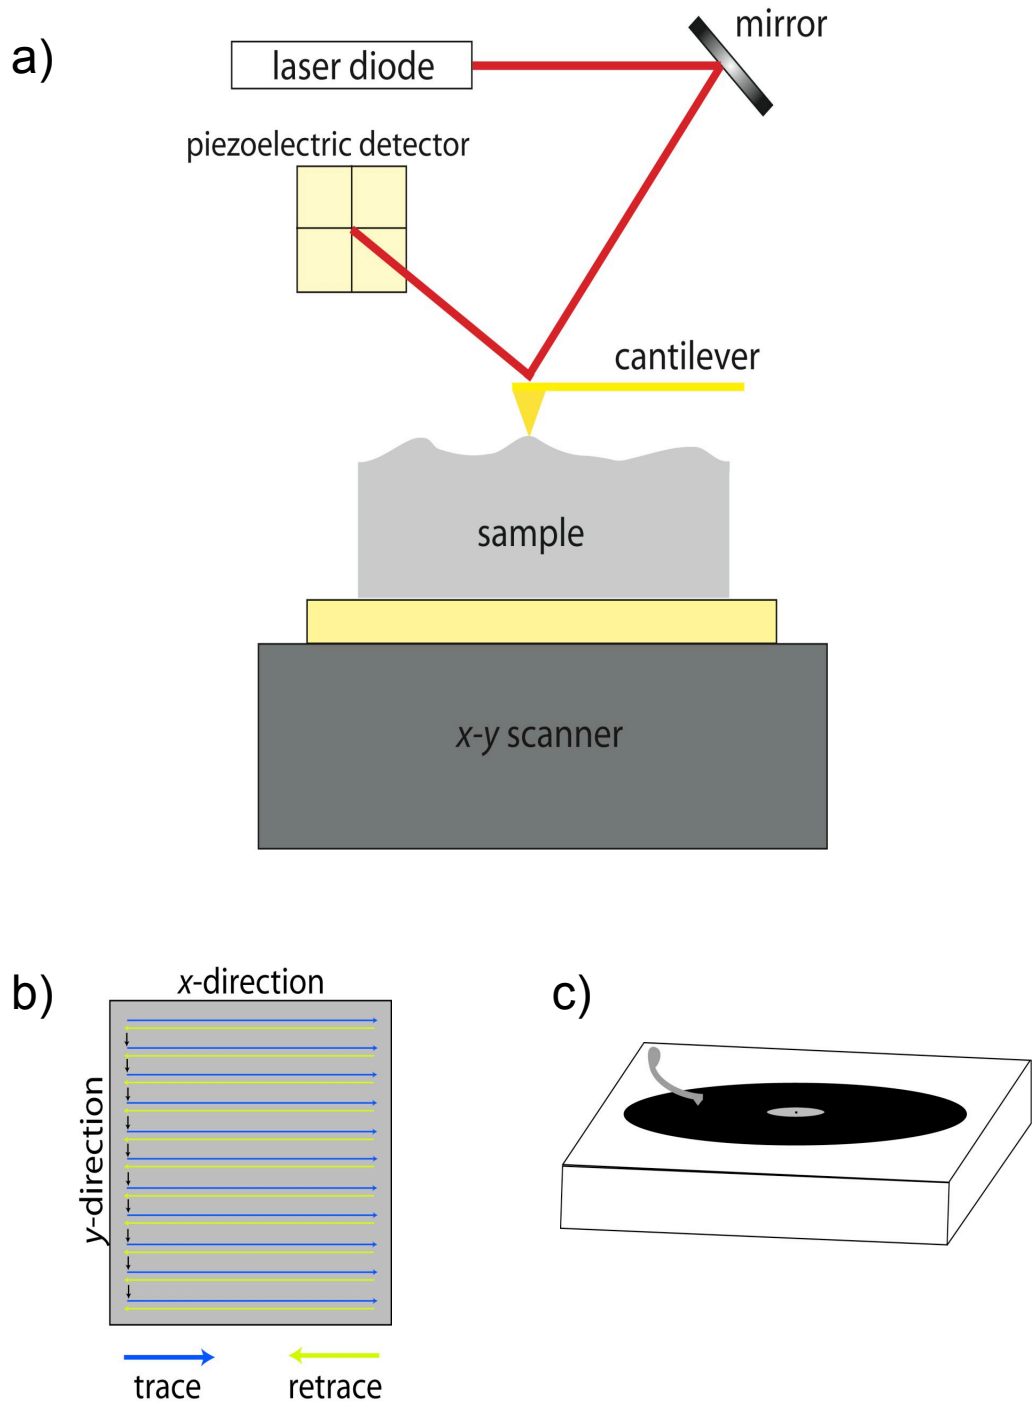 a)
mirror
laser diode
piezoelectric detector
cantilever
sample
x-y scanner
b)
x-direction
y-direction
trace
retrace
c)